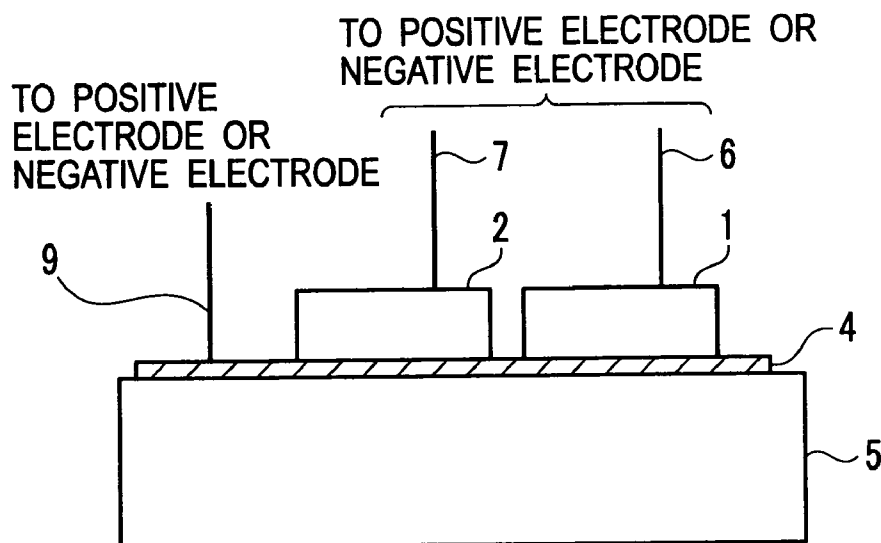 TO POSITIVE ELECTRODE OR
NEGATIVE ELECTRODE
TO POSITIVE
ELECTRODE OR
NEGATIVE ELECTRODE
7
6
9
2
1
4
5